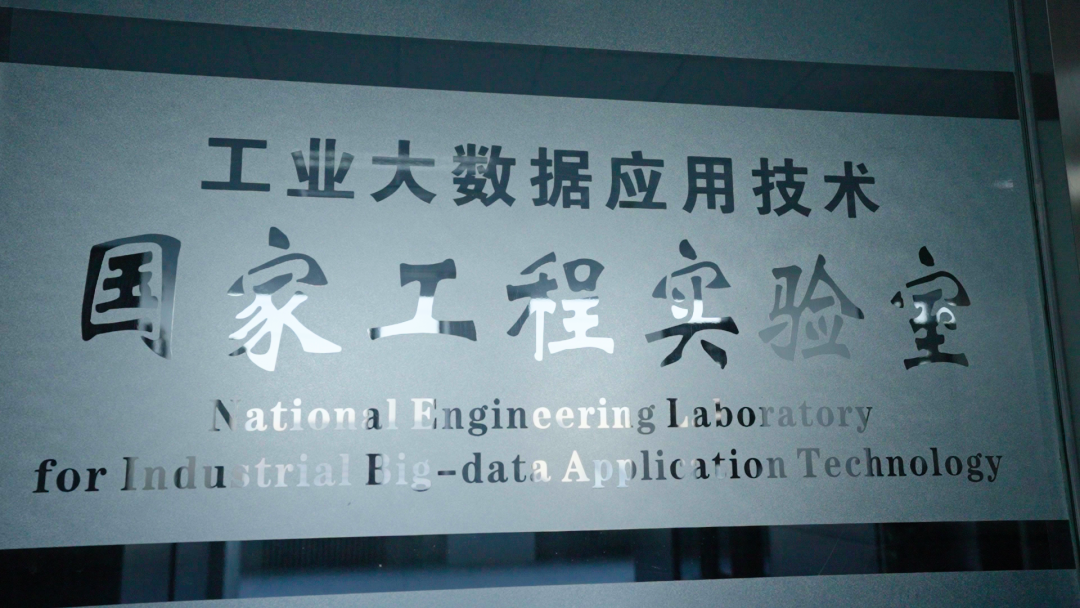 工业大数据应用技术
国家工程实验室
National Engineering Laboratory
for Industrial Big-data Application Technology